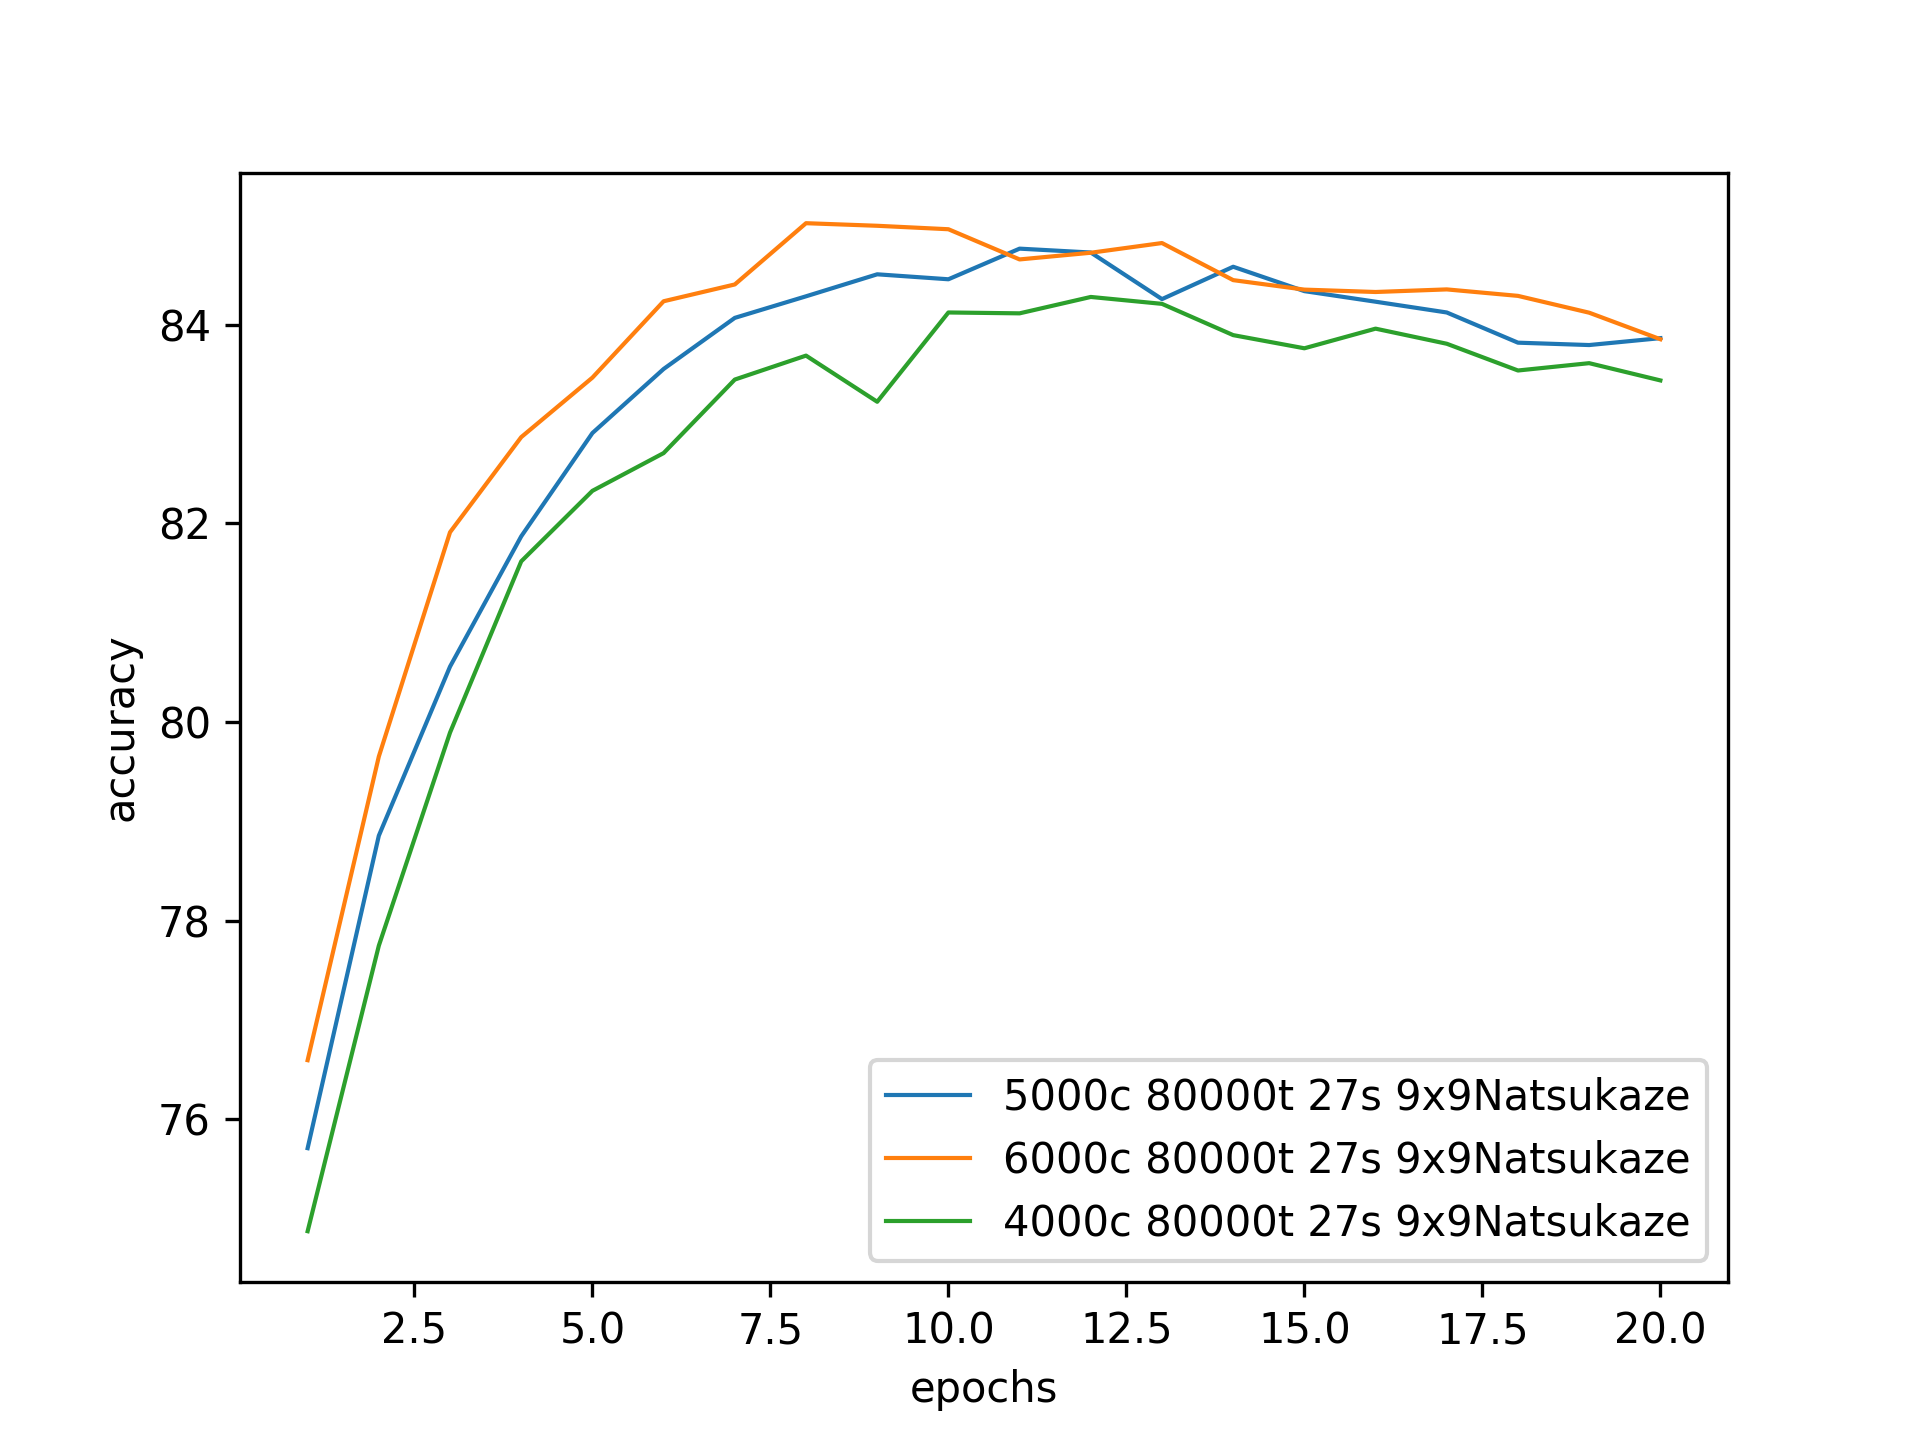 84
82
80
78
76
accuracy
5000c 80000t 27s 9x9Natsukaze
6000c 80000t 27s 9x9Natsukaze
4000c 80000t 27s 9x9Natsukaze
2.5 5.0 7.5 10.0 12.5 15.0 17.5 20.0
epochs